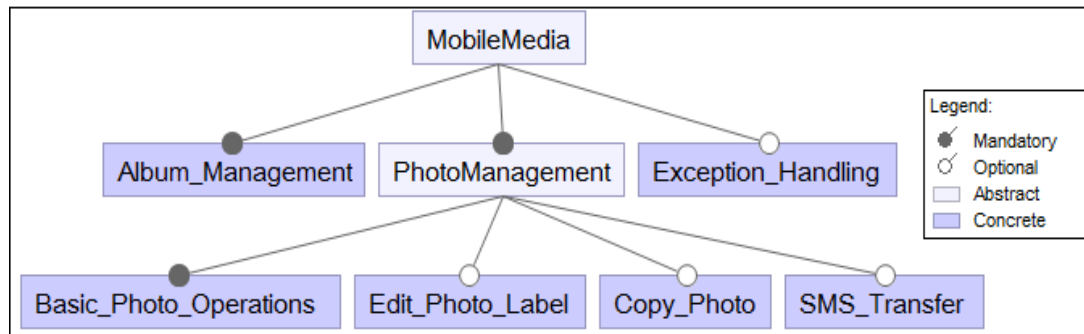 MobileMedia
Album_Management
PhotoManagement
Exception_Handling
Legend:
Mandatory
Optional
Abstract
Concrete
Basic_Photo_Operations
Edit_Photo_Label
Copy_Photo
SMS_Transfer